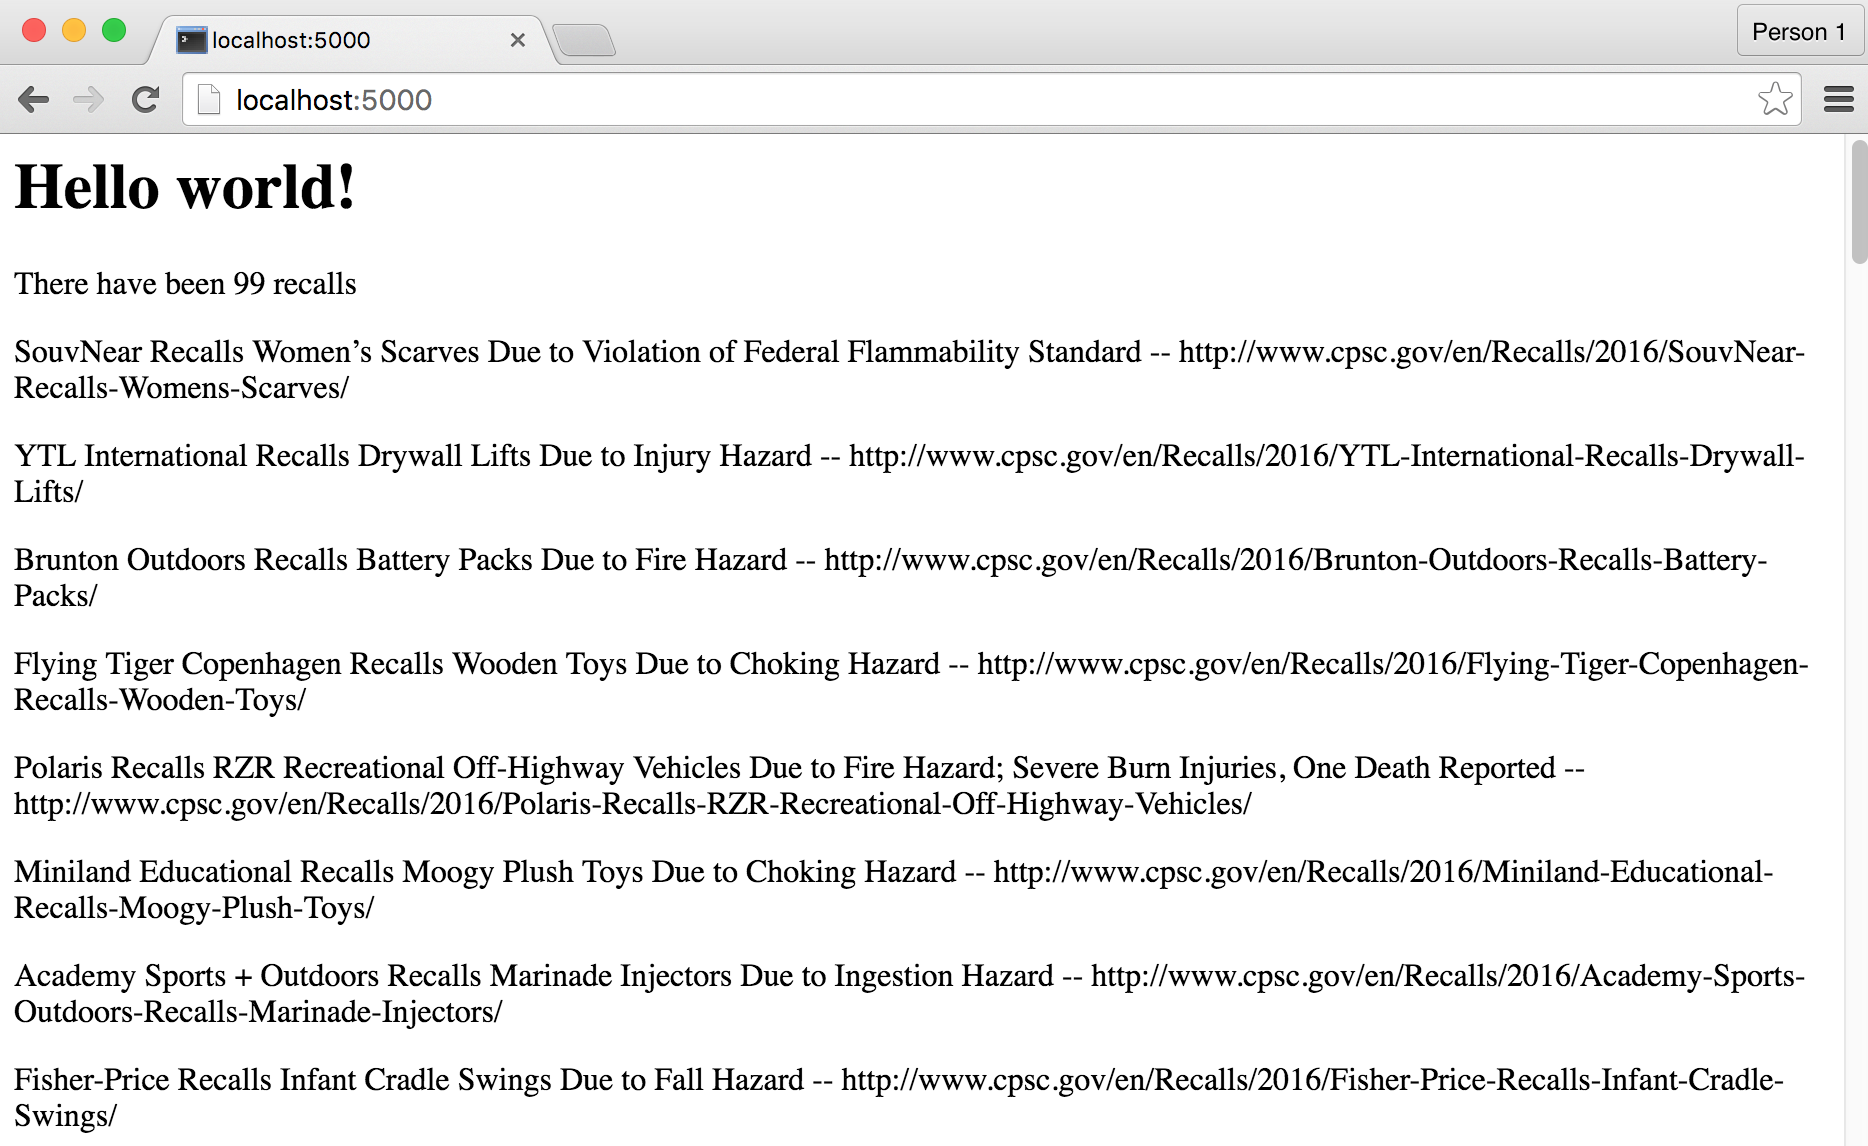 localhost:5000
Person 1
localhost:5000
Hello world!
There have been 99 recalls
SouvNear Recalls Women’s Scarves Due to Violation of Federal Flammability Standard -- http://www.cpsc.gov/en/Recalls/2016/SouvNear-
Recalls-Womens-Scarves/
YTL International Recalls Drywall Lifts Due to Injury Hazard -- http://www.cpsc.gov/en/Recalls/2016/YTL-International-Recalls-Drywall-
Lifts/
Brunton Outdoors Recalls Battery Packs Due to Fire Hazard -- http://www.cpsc.gov/en/Recalls/2016/Brunton-Outdoors-Recalls-Battery-
Packs/
Flying Tiger Copenhagen Recalls Wooden Toys Due to Choking Hazard -- http://www.cpsc.gov/en/Recalls/2016/Flying-Tiger-Copenhagen-
Recalls-Wooden-Toys/
Polaris Recalls RZR Recreational Off-Highway Vehicles Due to Fire Hazard; Severe Burn Injuries, One Death Reported --
http://www.cpsc.gov/en/Recalls/2016/Polaris-Recalls-RZR-Recreational-Off-Highway-Vehicles/
Miniland Educational Recalls Moogy Plush Toys Due to Choking Hazard -- http://www.cpsc.gov/en/Recalls/2016/Miniland-Educational-
Recalls-Moogy-Plush-Toys/
Academy Sports + Outdoors Recalls Marinade Injectors Due to Ingestion Hazard -- http://www.cpsc.gov/en/Recalls/2016/Academy-Sports-
Outdoors-Recalls-Marinade-Injectors/
Fisher-Price Recalls Infant Cradle Swings Due to Fall Hazard -- http://www.cpsc.gov/en/Recalls/2016/Fisher-Price-Recalls-Infant-Cradle-
Swings/